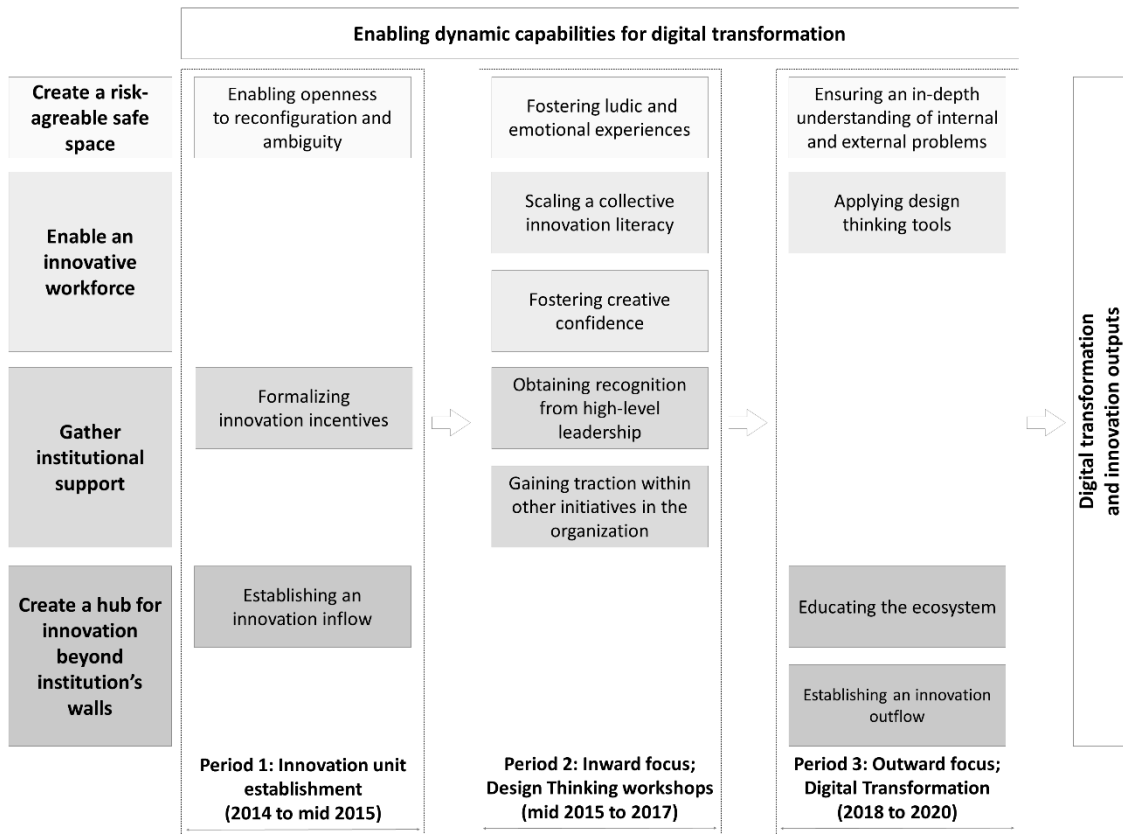 Enabling dynamic capabilities for digital transformation
Create a risk-
agreeable safe
space
Enabling openness
to reconfiguration and
ambiguity
Fostering ludic and
emotional experiences
Ensuring an in-depth
understanding of internal
and external problems
Enable an
innovative
workforce
Scaling a collective
innovation literacy
Applying design
thinking tools
Fostering creative
confidence
Gather
institutional
support
Formalizing
innovation incentives
Obtaining recognition
from high-level
leadership
Gaining traction within
other initiatives in the
organization
Create a hub for
innovation
beyond
institution’s
walls
Establishing an
innovation inflow
Educating the ecosystem
Establishing an innovation
outflow
Digital transformation
and innovation outputs
Period 1: Innovation unit
establishment
(2014 to mid 2015)
Period 2: Inward focus;
Design Thinking workshops
(mid 2015 to 2017)
Period 3: Outward focus;
Digital Transformation
(2018 to 2020)